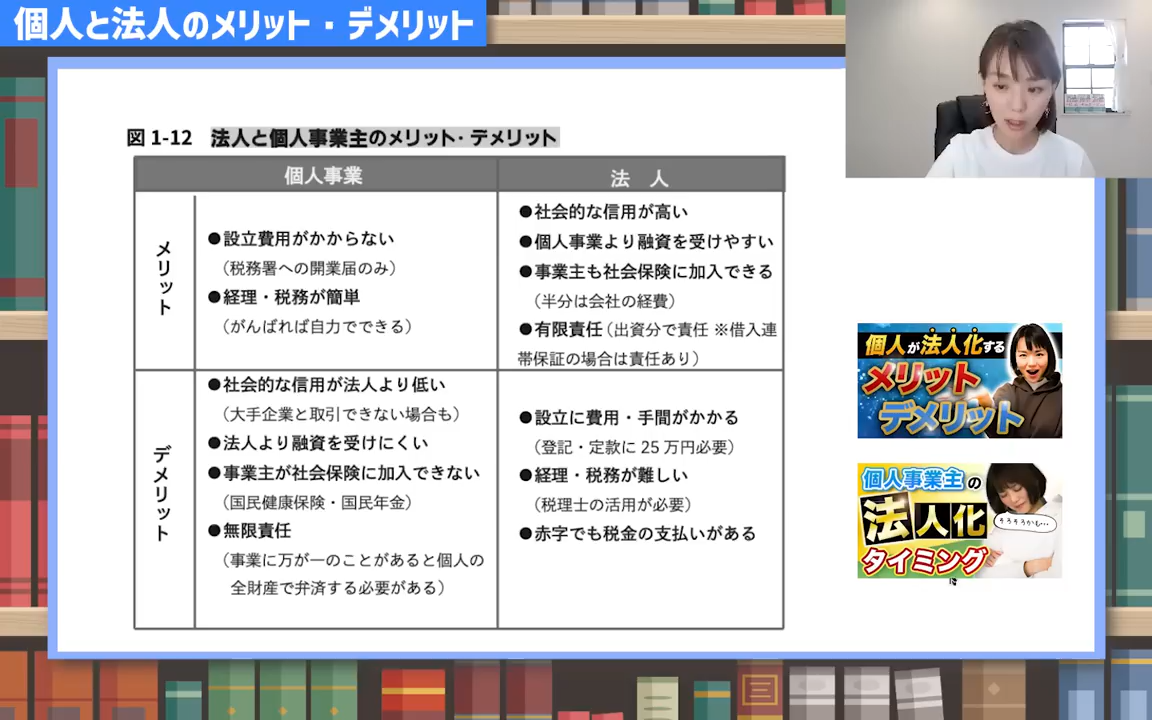 個人と法人のメリット・デメリット
図 1-12　法人と個人事業主のメリット・デメリット
個人事業
法　人
メリット
●設立費用がかからない
（税務署への開業届のみ）
●経理・税務が簡単
（がんばれば自力でできる）
●社会的な信用が高い
●個人事業より融資を受けやすい
●事業主も社会保険に加入できる
（半分は会社の経費）
●有限責任（出資分で責任 ※借入連
帯保証の場合は責任あり）
デメリット
●社会的な信用が法人より低い
（大手企業と取引できない場合も）
●法人より融資を受けにくい
●事業主が社会保険に加入できない
（国民健康保険・国民年金）
●無限責任
（事業に万が一のことがあると個人の
全財産で弁済する必要がある）
●設立に費用・手間がかかる
（登記・定款に 25 万円必要）
●経理・税務が難しい
（税理士の活用が必要）
●赤字でも税金の支払いがある
個人が法人化する
メリット
デメリット
個人事業主の
法人化
そろそろかも…
タイミング